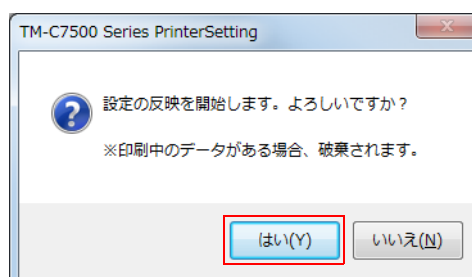 TM-C7500 Series PrinterSetting
設定の反映を開始します。よろしいですか？
※印刷中のデータがある場合、破棄されます。
はい(Y)
いいえ(N)